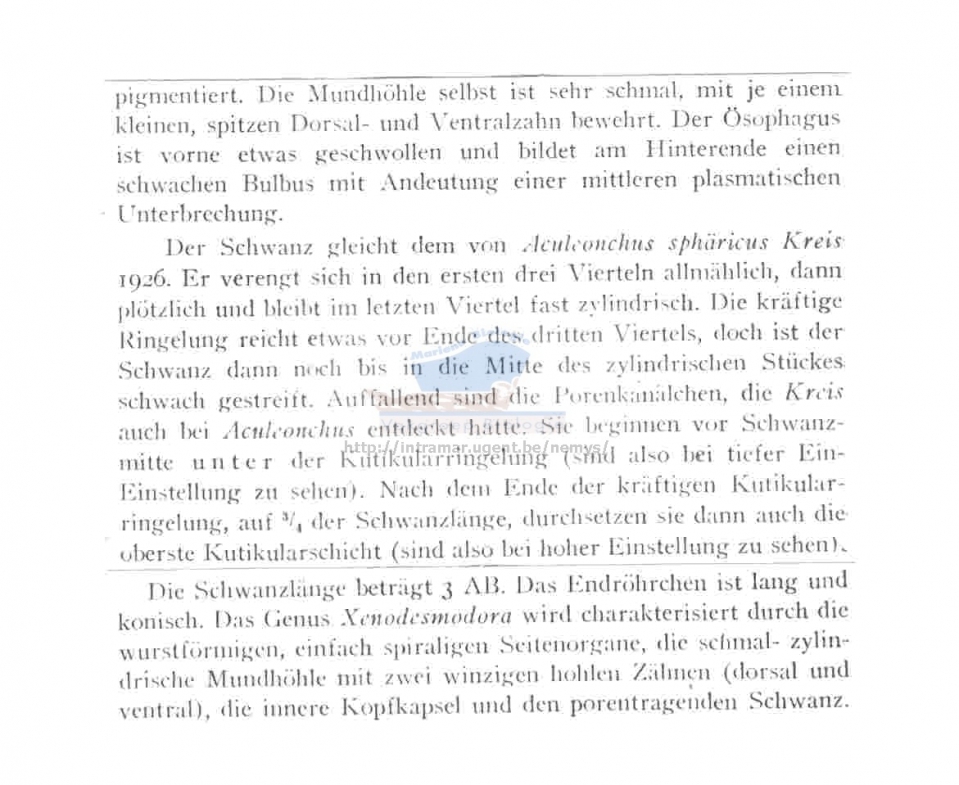 pigmentiert. Die Mundhöhle selbst ist sehr schmal, mit je einem
kleinen, spitzen Dorsal- und Ventralzahn bewehrt. Der Ösophagus
ist vorne etwas geschwollen und bildet am Hinterende einen
schwachen Bulbus mit Andeutung einer mittleren plasmatischen
Unterbrechung.
Der Schwanz gleicht dem von Aculeonchus sphäricus Kreis
1926. Er verengt sich in den ersten drei Vierteln allmählich, dann
plötzlich und bleibt im letzten Viertel fast zylindrisch. Die kräftige
Ringelung reicht etwas vor Ende des dritten Viertels, doch ist der
Schwanz dann noch bis in die Mitte des zylindrischen Stückes
schwach gestreift. Auffallend sind die Porenkanälchen, die Kreis
auch bei Aculeonchus entdeckt hatte. Sie beginnen vor Schwanz-
mitte unter der Kutikularringelung (sind also bei tiefer Ein-
http://intramar.ugent.be/nemys/
Einstellung zu sehen). Nach dem Ende der kräftigen Kutikular-
ringelung, auf ¾ der Schwanzlänge, durchsetzen sie dann auch die
oberste Kutikularschicht (sind also bei hoher Einstellung zu sehen).
Die Schwanzlänge beträgt 3 AB. Das Endröhrchen ist lang und
konisch. Das Genus Xenodesmodora wird charakterisiert durch die
wurstförmigen, einfach spiraligen Seitenorgane, die schmal- zylin-
drische Mundhöhle mit zwei winzigen hohlen Zähnen (dorsal und
ventral), die innere Kopfkapsel und den porentragenden Schwanz.